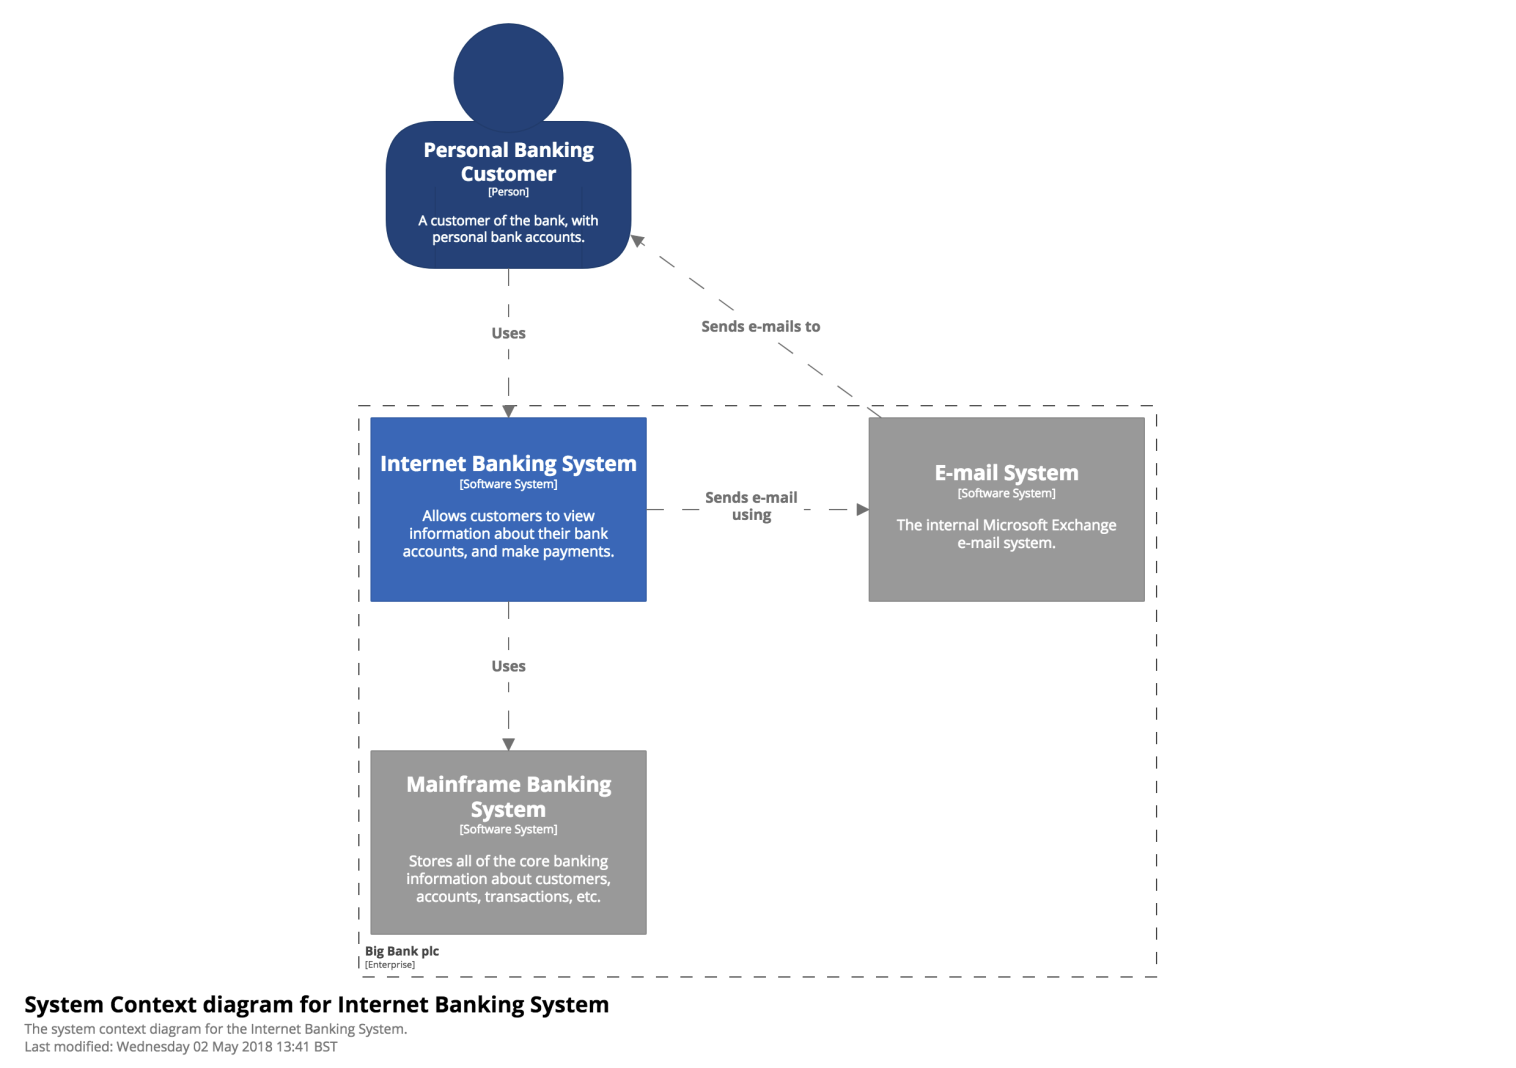 Personal Banking
Customer
[Person]
A customer of the bank, with
personal bank accounts.
Uses
Sends e-mails to
Internet Banking System
[Software System]
Allows customers to view
information about their bank
accounts, and make payments.
Sends e-mail
using
E-mail System
[Software System]
The internal Microsoft Exchange
e-mail system.
Uses
Mainframe Banking
System
[Software System]
Stores all of the core banking
information about customers,
accounts, transactions, etc.
Big Bank plc
[Enterprise]
System Context diagram for Internet Banking System
The system context diagram for the Internet Banking System.
Last modified: Wednesday 02 May 2018 13:41 BST